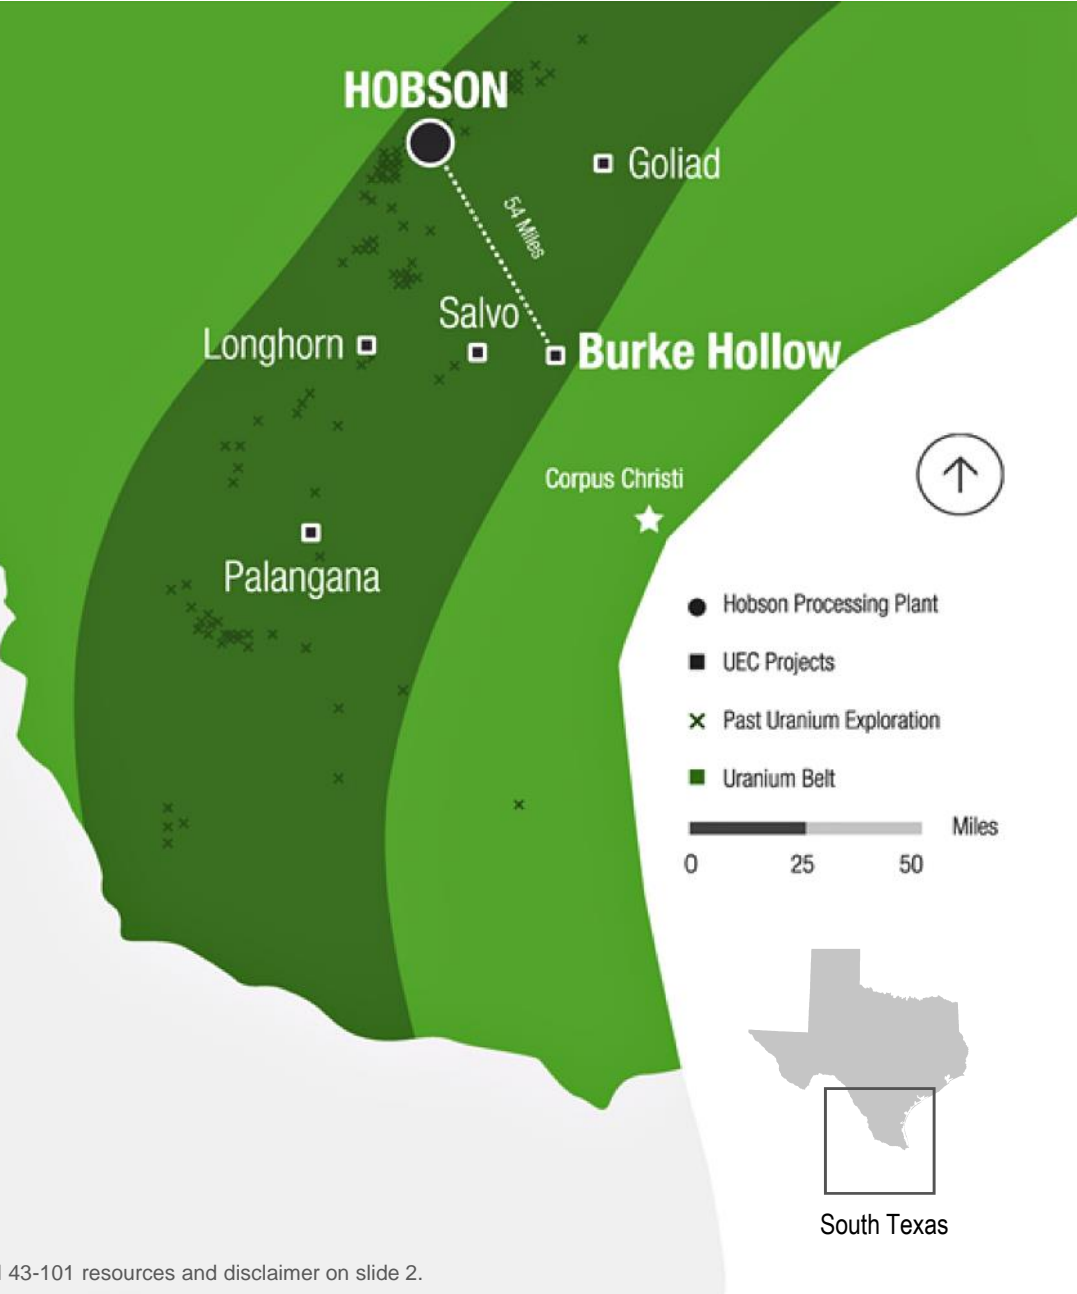 HOBSON
Goliad
54 Miles
Salvo
Longhorn
Burke Hollow
Corpus Christi
Palangana
Hobson Processing Plant
UEC Projects
Past Uranium Exploration
Uranium Belt
Miles
0 25 50
South Texas
43-101 resources and disclaimer on slide 2.